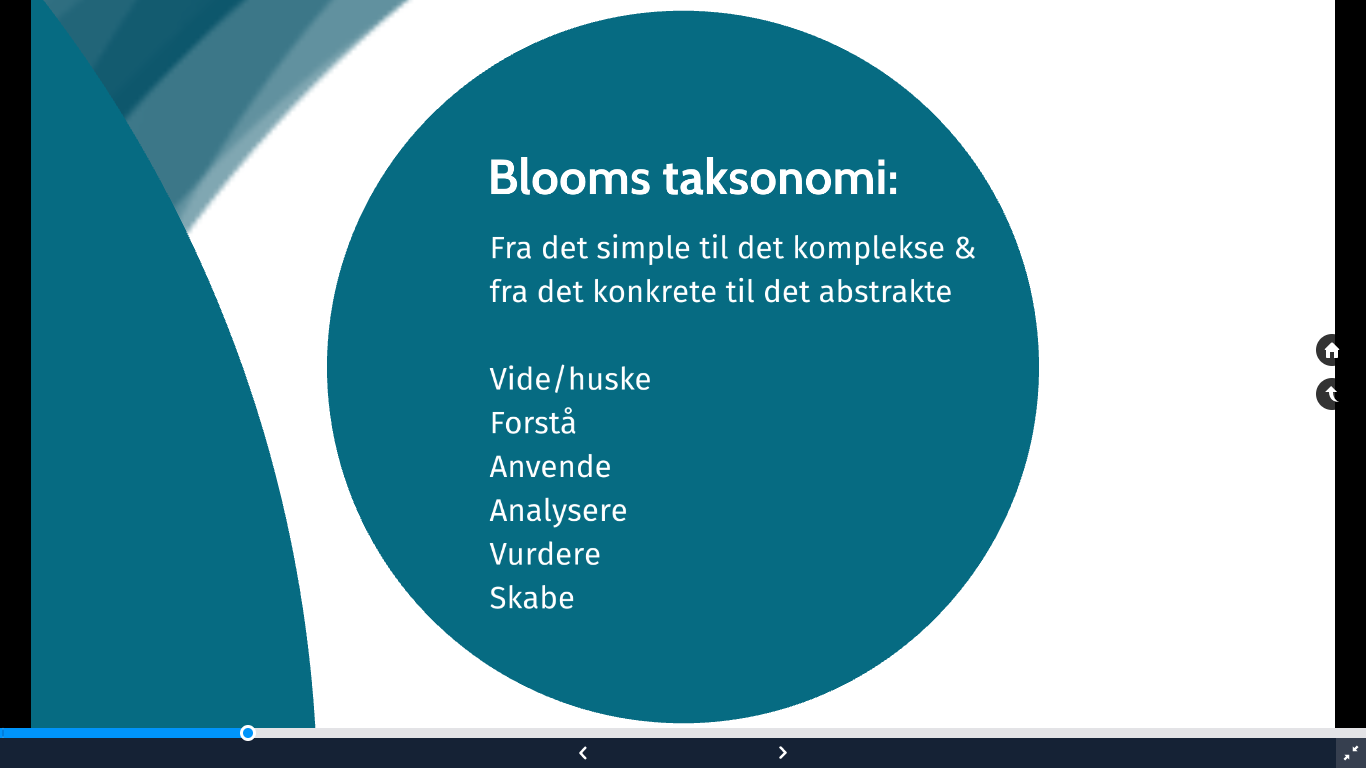 Blooms taksonomi:
Fra det simple til det komplekse &
fra det konkrete til det abstrakte
Vide/huske
Forstå
Anvende
Analysere
Vurdere
Skabe